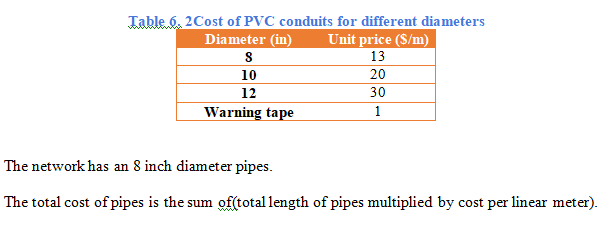 Table 6. 2Cost of PVC conduits for different diameters
Diameter (in) Unit price ($/m)
8 13
10 20
12 30
Warning tape 1
The network has an 8 inch diameter pipes.
The total cost of pipes is the sum of(total length of pipes multiplied by cost per linear meter).